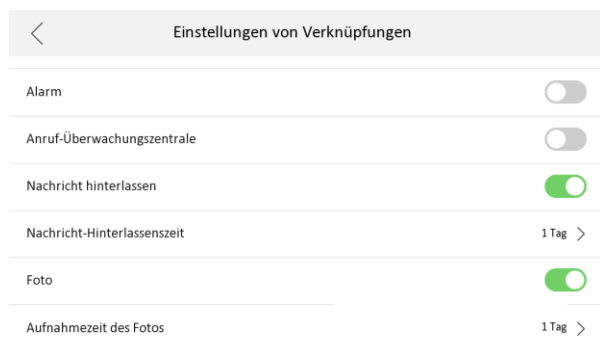 Einstellungen von Verknüpfungen
Alarm
Anruf-Überwachungszentrale
Nachricht hinterlassen
Nachricht-Hinterlassenszeit 1 Tag
Foto
Aufnahmezeit des Fotos 1 Tag